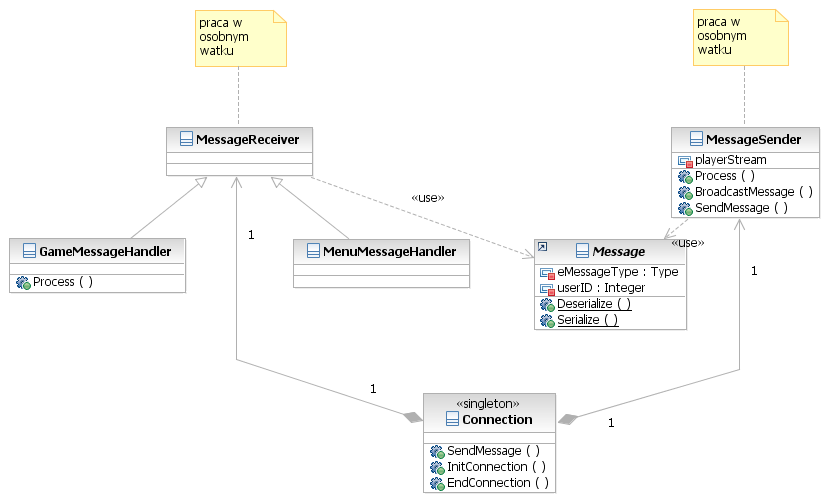 praca w
osobnym
watku
praca w
osobnym
watku
MessageReceiver
MessageSender
playerStream
Process ( )
BroadcastMessage ( )
SendMessage ( )
«use»
1
GameMessageHandler
Process ( )
MenuMessageHandler
«use»
Message
eMessageType : Type
userID : Integer
Deserialize ( )
Serialize ( )
1
1
«singleton»
Connection
SendMessage ( )
InitConnection ( )
EndConnection ( )
1